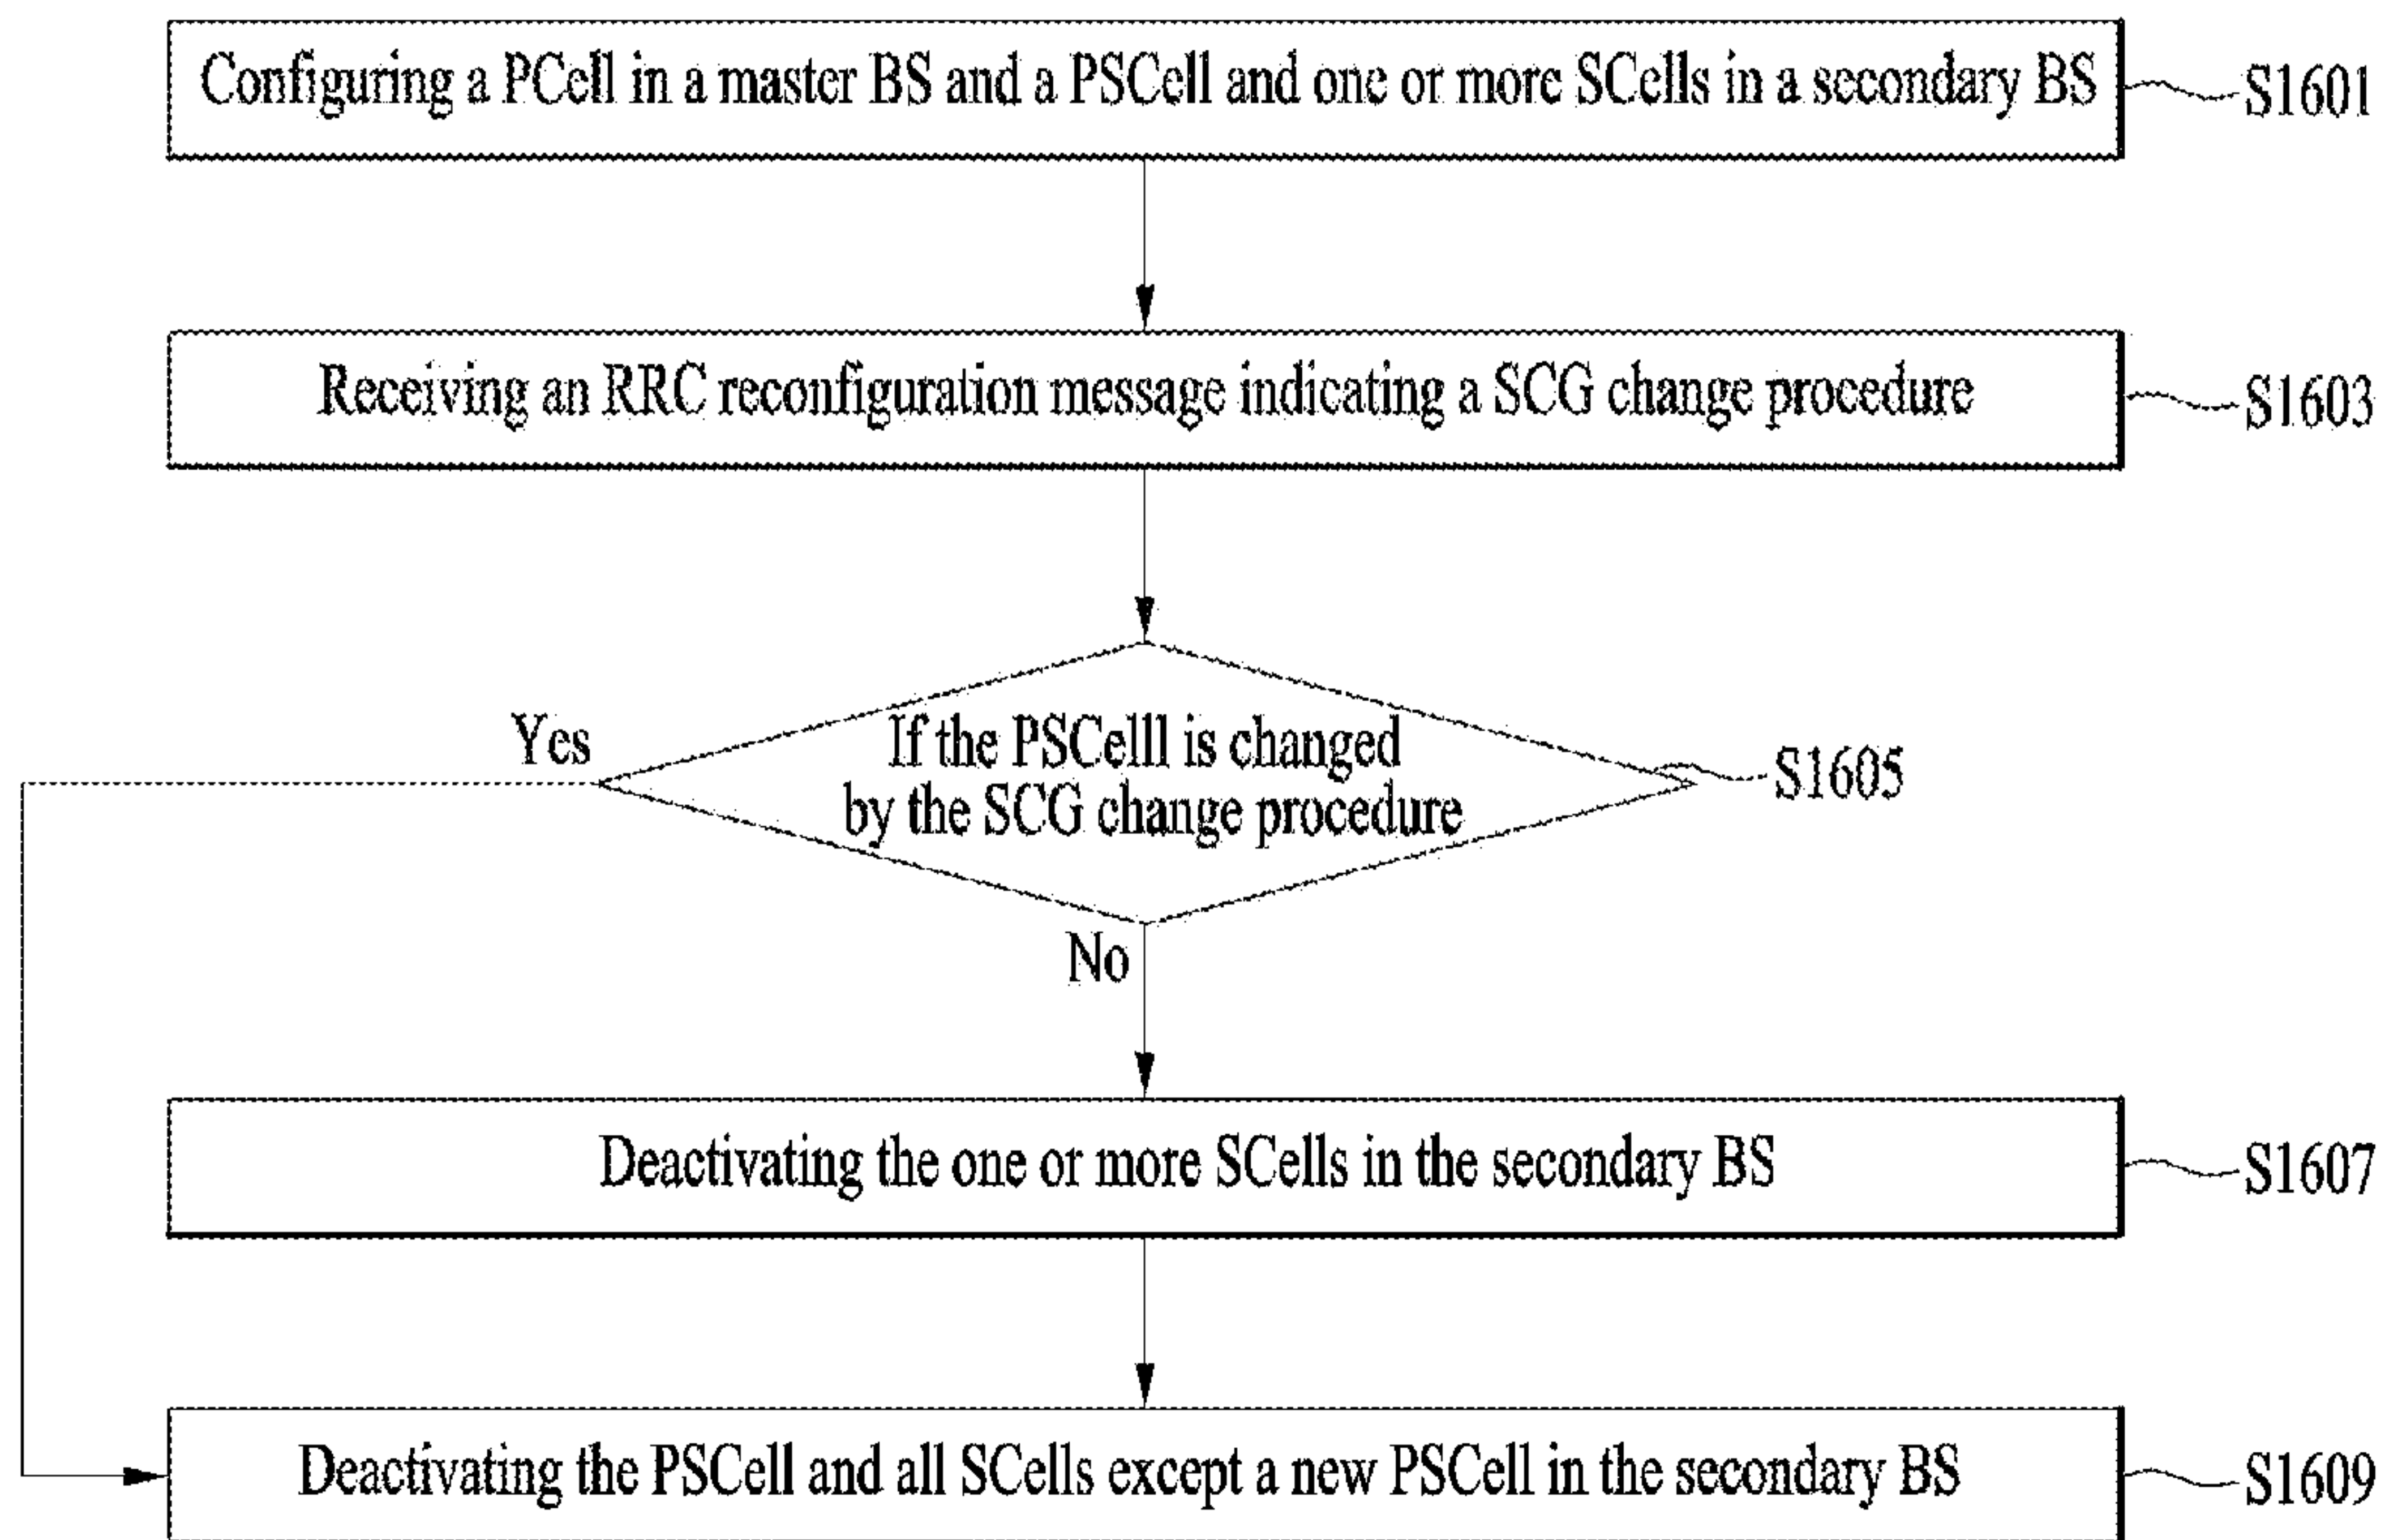 Configuring a PCell in a master BS and a PSCell and one or more SCells in a secondary BS
S1601
Receiving an RRC reconfiguration message indicating a SCG change procedure
S1603
Yes
If the PSCelll is changed
by the SCG change procedure
S1605
No
Deactivating the one or more SCells in the secondary BS
S1607
Deactivating the PSCell and all SCells except a new PSCell in the secondary BS
S1609